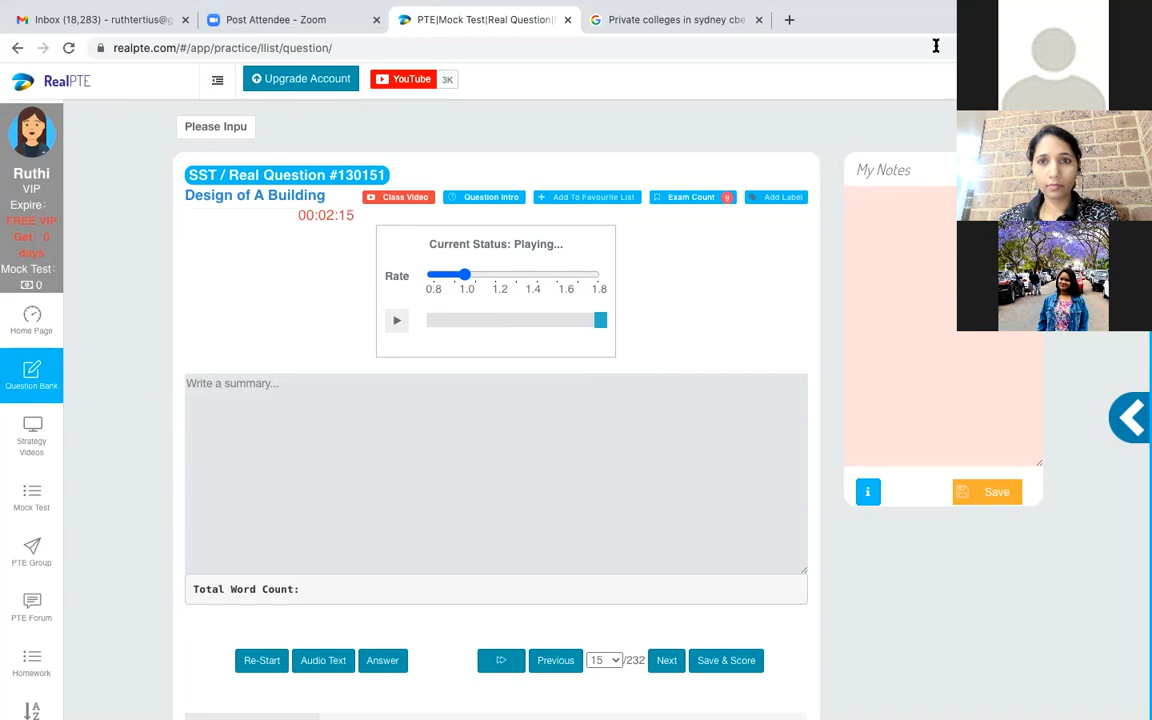 Inbox (18,283) - ruthtertius@g
Post Attendee - Zoom
PTE|Mock Test|Real Question|
Private colleges in sydney cbe
realpte.com/#/app/practice/llist/question/
RealPTE
Upgrade Account
YouTube 3K
Ruthi
VIP
Expire:
FREE VIP
Get: 0
days
Mock Test:
0
Home Page
Question Bank
Strategy
Videos
Mock Test
PTE Group
PTE Forum
Homework
A
Z
Please Inpu
SST / Real Question #130151
Design of A Building
Class Video
Question Intro
Add To Favourite List
Exam Count 9
Add Label
00:02:15
Current Status: Playing...
Rate
0.8 1.0 1.2 1.4 1.6 1.8
Write a summary...
Total Word Count:
Re-Start
Audio Text
Answer
Previous
15
/232
Next
Save & Score
My Notes
i
Save